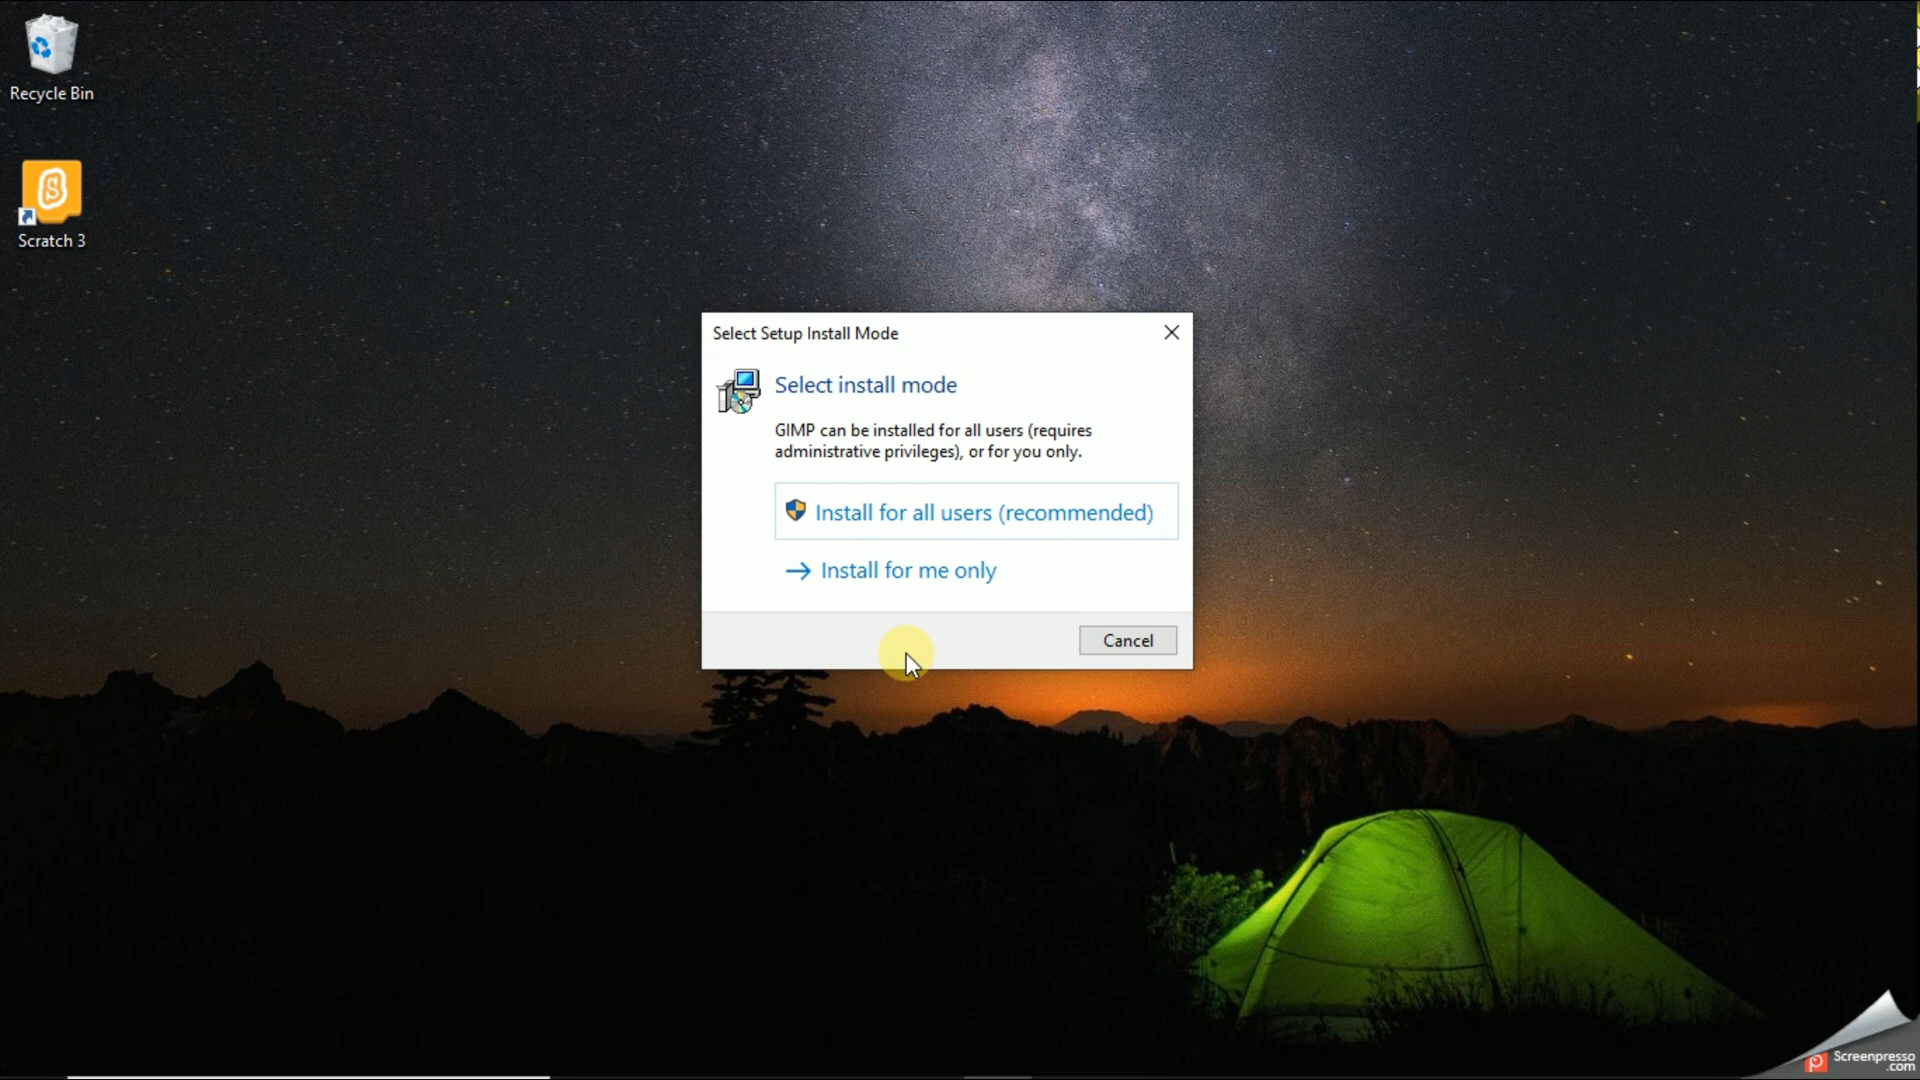 Recycle Bin
Scratch 3
Select Setup Install Mode
Select install mode
GIMP can be installed for all users (requires
administrative privileges), or for you only.
Install for all users (recommended)
Install for me only
Cancel
Screenpresso
.com